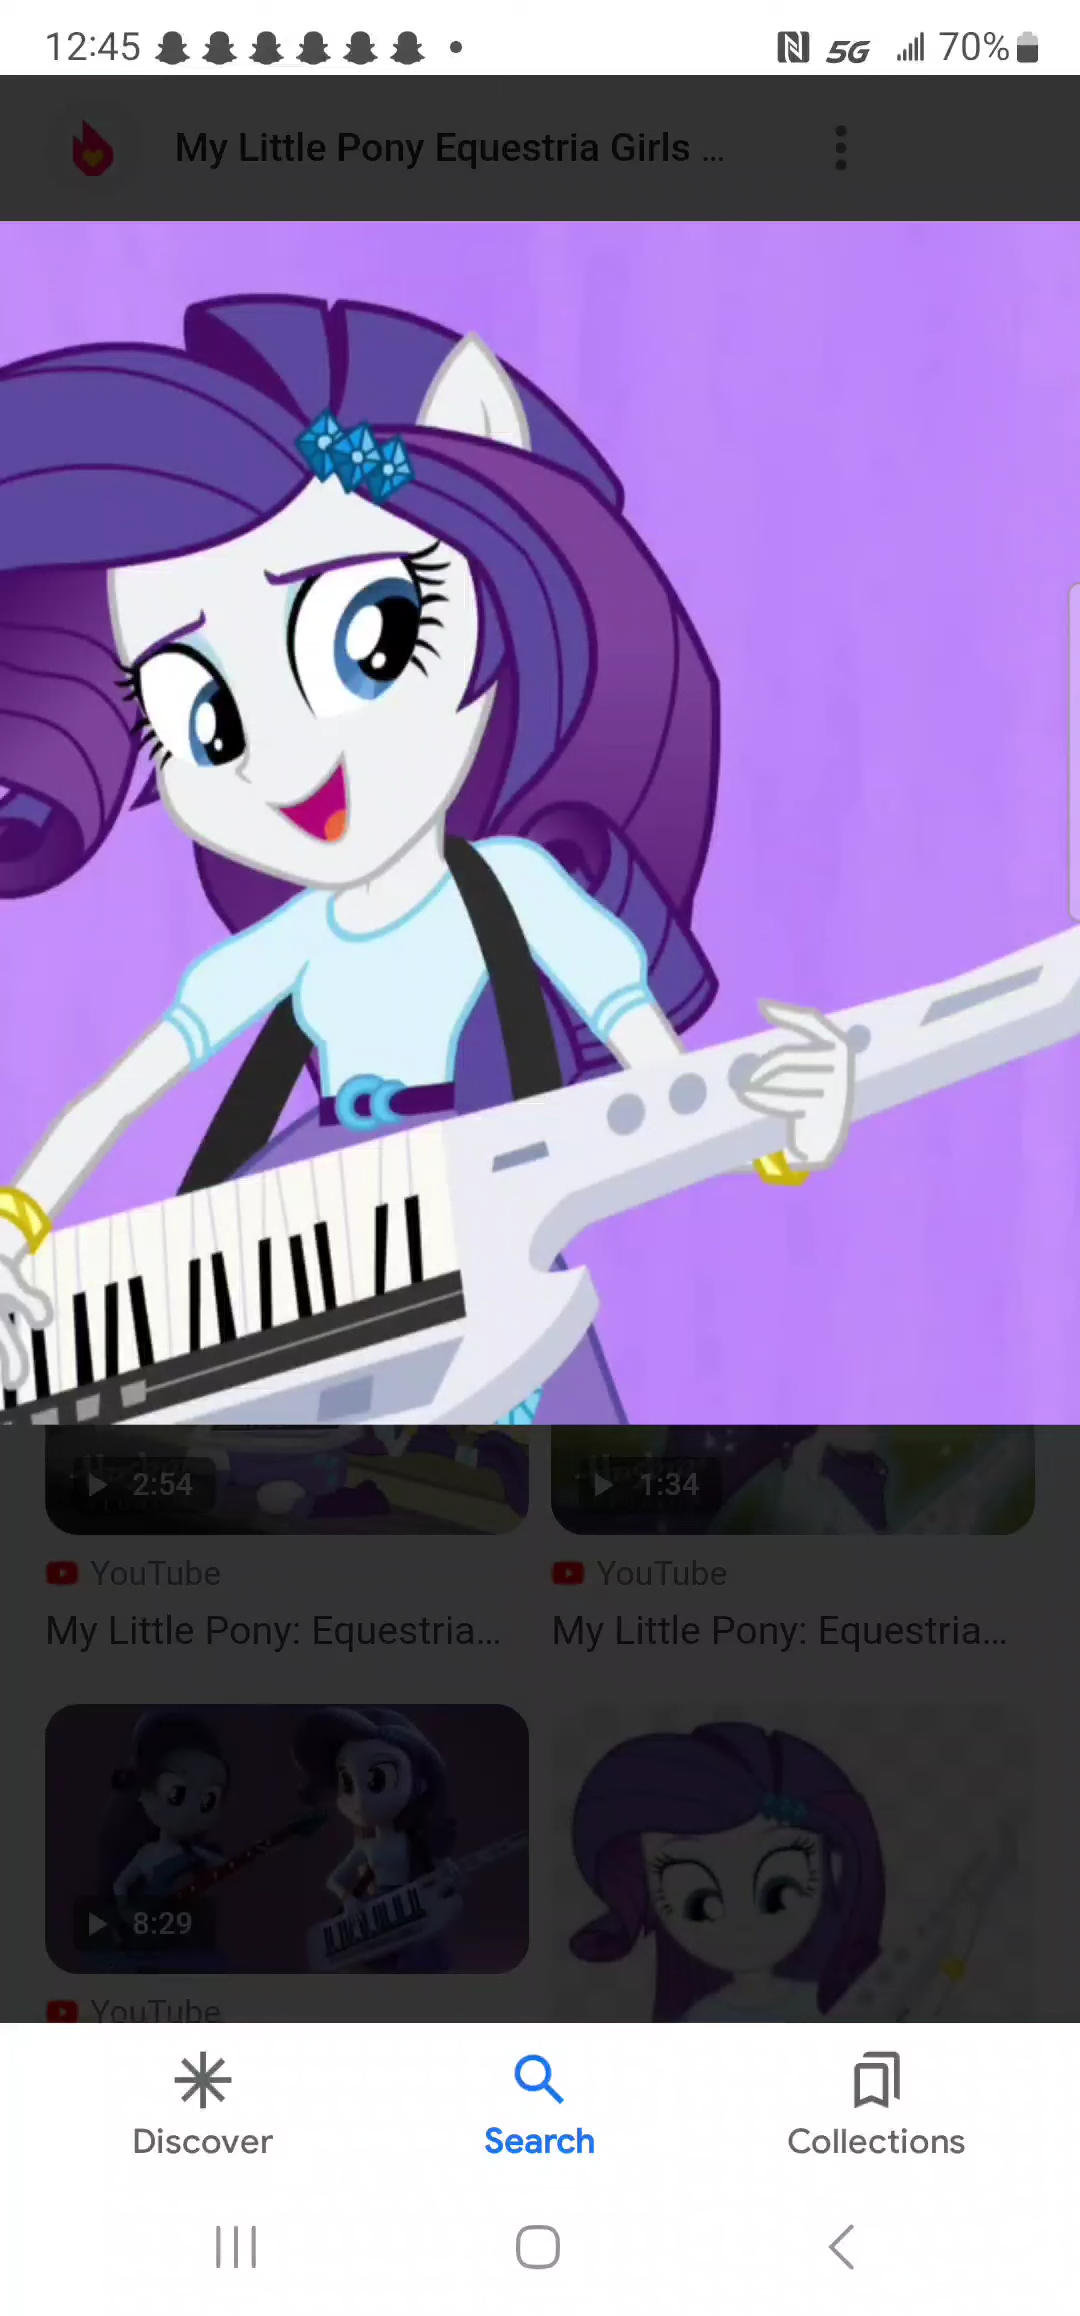 12:45
5G
70%
My Little Pony Equestria Girls ...
2:54
1:34
YouTube
YouTube
My Little Pony: Equestria...
My Little Pony: Equestria...
8:29
YouTube
Discover
Search
Collections